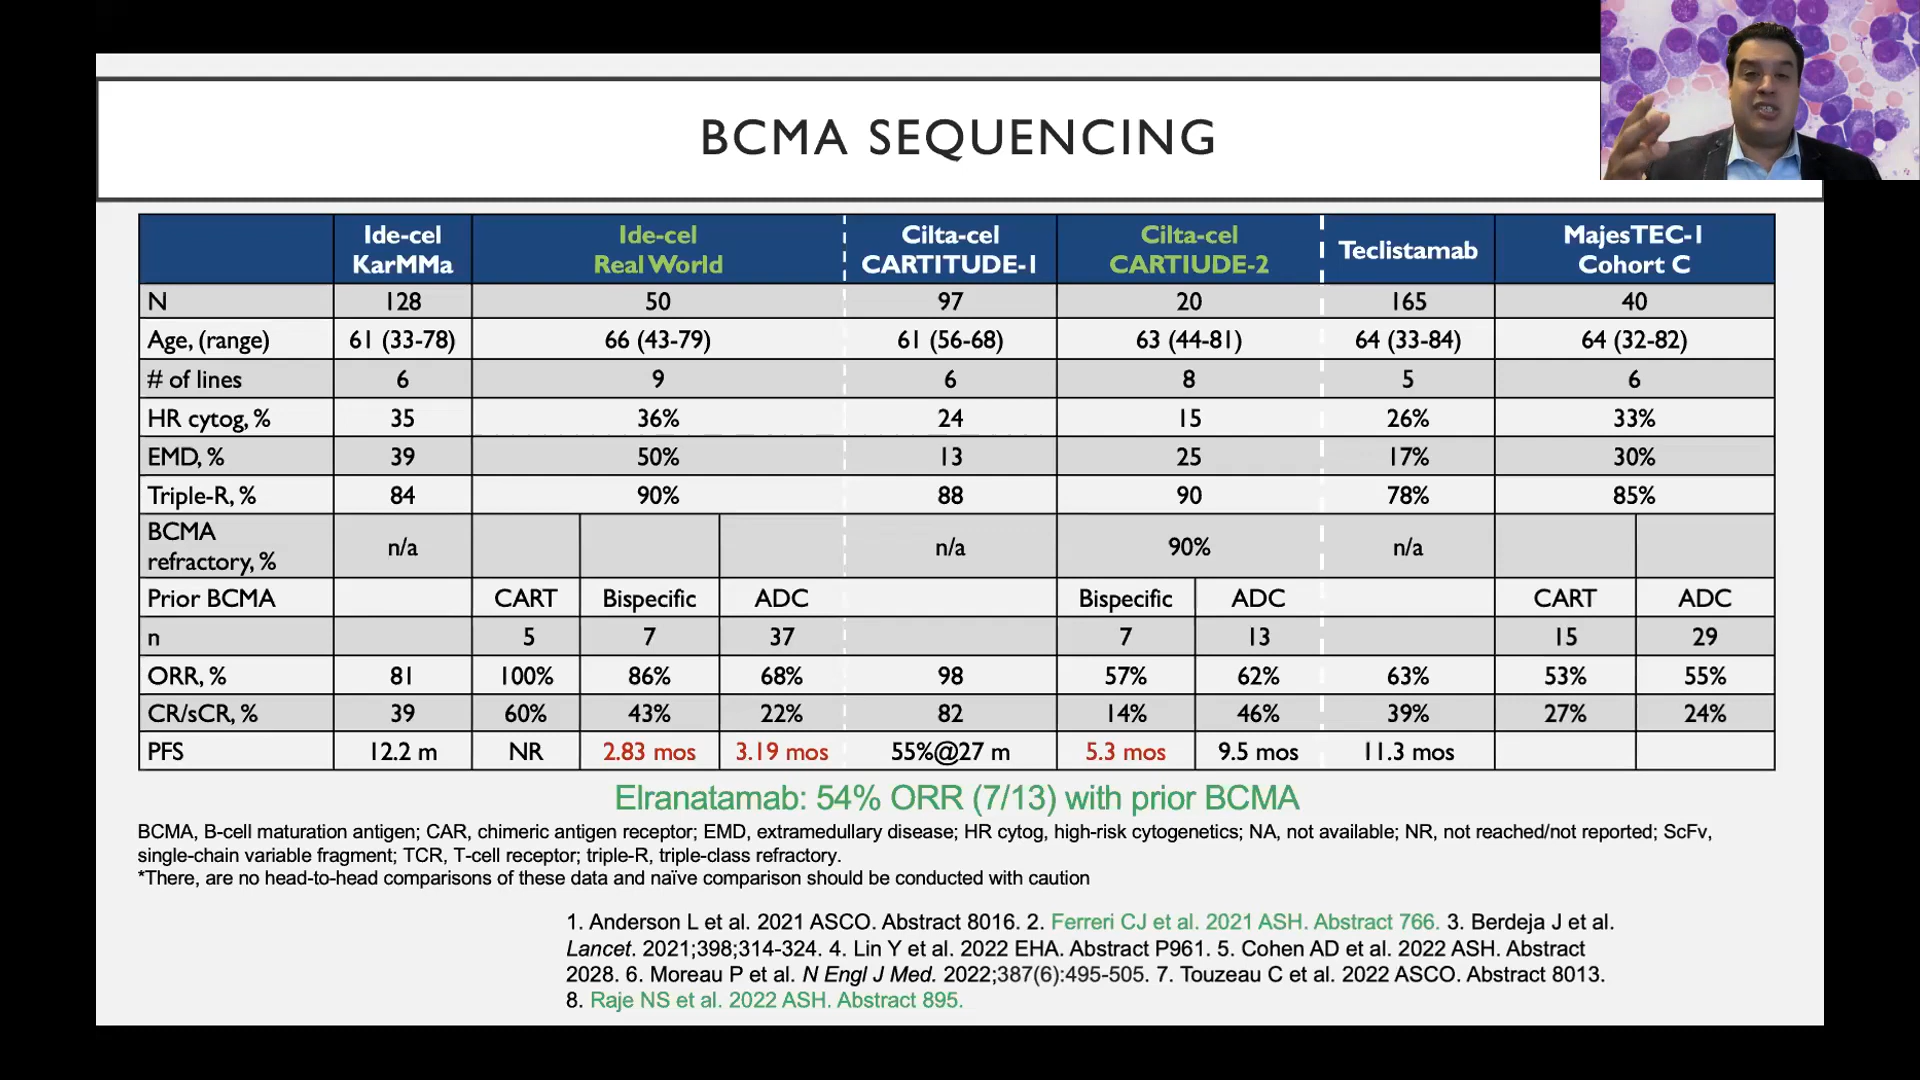 BCMA SEQUENCING
Ide-cel KarMMa Ide-cel Real World Cilta-cel CARTITUDE-1 Cilta-cel CARTIUDE-2 Teclistamab MajesTEC-1 Cohort C
N 128 50 97 20 165 40
Age, (range) 61 (33-78) 66 (43-79) 61 (56-68) 63 (44-81) 64 (33-84) 64 (32-82)
# of lines 6 9 6 8 5 6
HR cytog, % 35 36% 24 15 26% 33%
EMD, % 39 50% 13 25 17% 30%
Triple-R, % 84 90% 88 90 78% 85%
BCMA refractory, % n/a n/a 90% n/a
Prior BCMA CART Bispecific ADC Bispecific ADC CART ADC
n 5 7 37 7 13 15 29
ORR, % 81 100% 86% 68% 98 57% 62% 63% 53% 55%
CR/sCR, % 39 60% 43% 22% 82 14% 46% 39% 27% 24%
PFS 12.2 m NR 2.83 mos 3.19 mos 55%@27 m 5.3 mos 9.5 mos 11.3 mos
Elranatamab: 54% ORR (7/13) with prior BCMA
BCMA, B-cell maturation antigen; CAR, chimeric antigen receptor; EMD, extramedullary disease; HR cytog, high-risk cytogenetics; NA, not available; NR, not reached/not reported; ScFv,
single-chain variable fragment; TCR, T-cell receptor; triple-R, triple-class refractory.
*There, are no head-to-head comparisons of these data and naïve comparison should be conducted with caution
1. Anderson L et al. 2021 ASCO. Abstract 8016. 2. Ferreri CJ et al. 2021 ASH. Abstract 766. 3. Berdeja J et al.
Lancet. 2021;398;314-324. 4. Lin Y et al. 2022 EHA. Abstract P961. 5. Cohen AD et al. 2022 ASH. Abstract
2028. 6. Moreau P et al. N Engl J Med. 2022;387(6):495-505. 7. Touzeau C et al. 2022 ASCO. Abstract 8013.
8. Raje NS et al. 2022 ASH. Abstract 895.